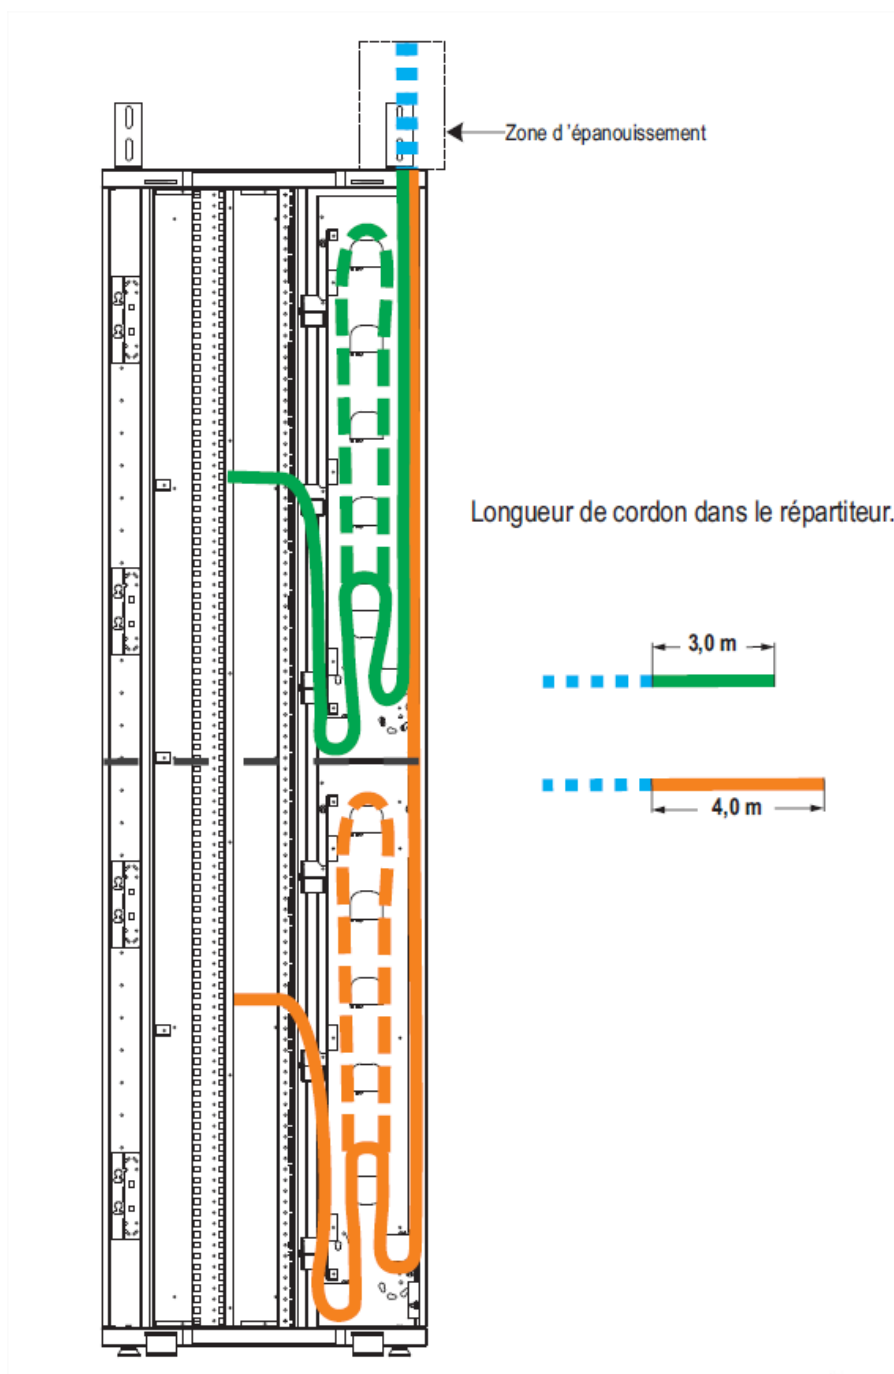 Zone d ’épanouissement
Longueur de cordon dans le répartiteur.
3,0 m
4,0 m